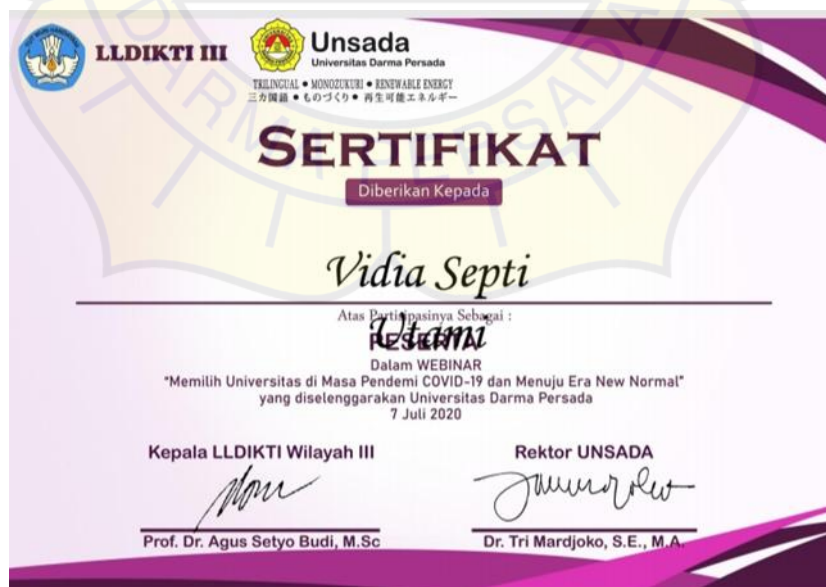 LLDIKTI III
Unsada
Universitas Darma Persada
TRILINGUAL ● MONOZUKURI ● RENEWABLE ENERGY
三カ国語 ● ものづくり ● 再生可能エネルギー
DARMA PERSADA
SERTIFIKAT
Diberikan Kepada
Vidia Septi
Utami
Atas Partisipasinya Sebagai :
PESERTA
Dalam WEBINAR
"Memilih Universitas di Masa Pendemi COVID-19 dan Menuju Era New Normal"
yang diselenggarakan Universitas Darma Persada
7 Juli 2020
Kepala LLDIKTI Wilayah III
Rektor UNSADA
Prof. Dr. Agus Setyo Budi, M.Sc
Dr. Tri Mardjoko, S.E., M.A.